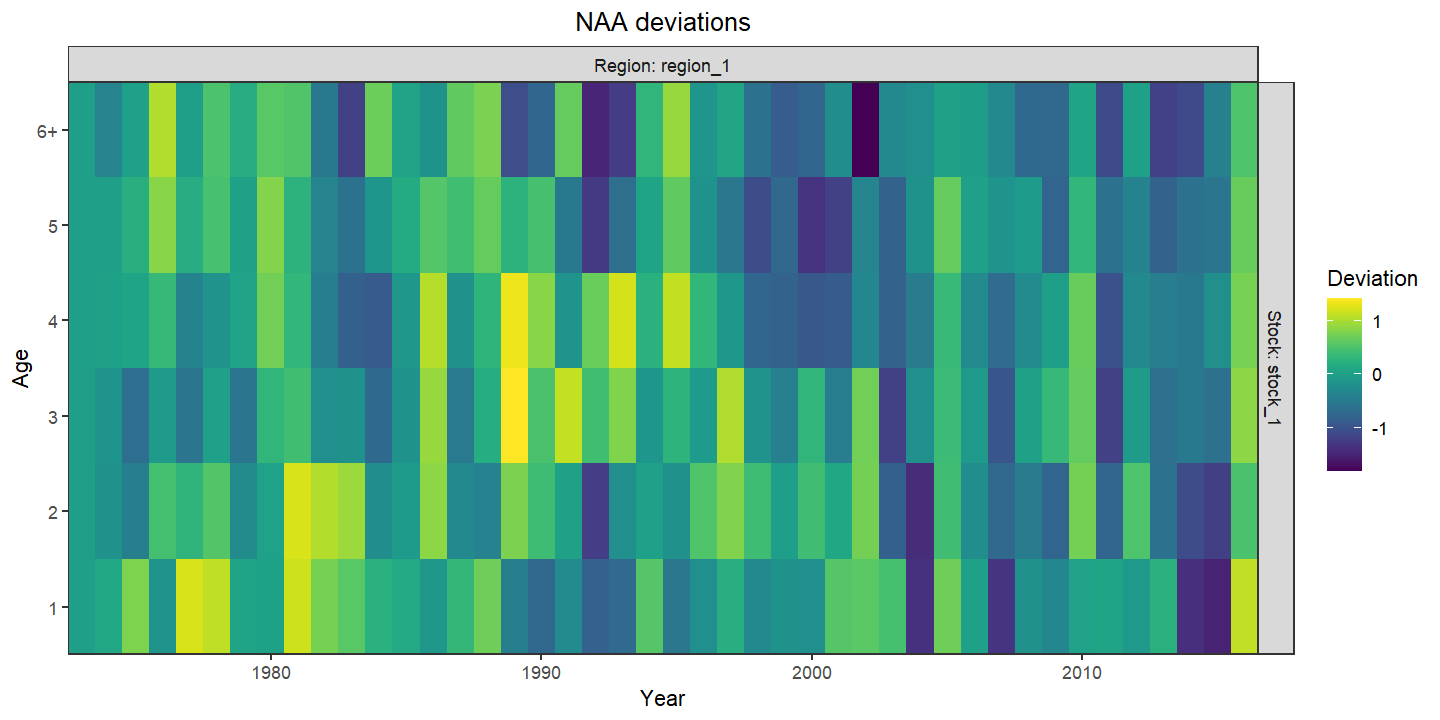 NAA deviations
Region: region_1
Stock: stock_1
Age
6+
5
4
3
2
1
1980
1990
2000
2010
Year
Deviation
1
0
-1